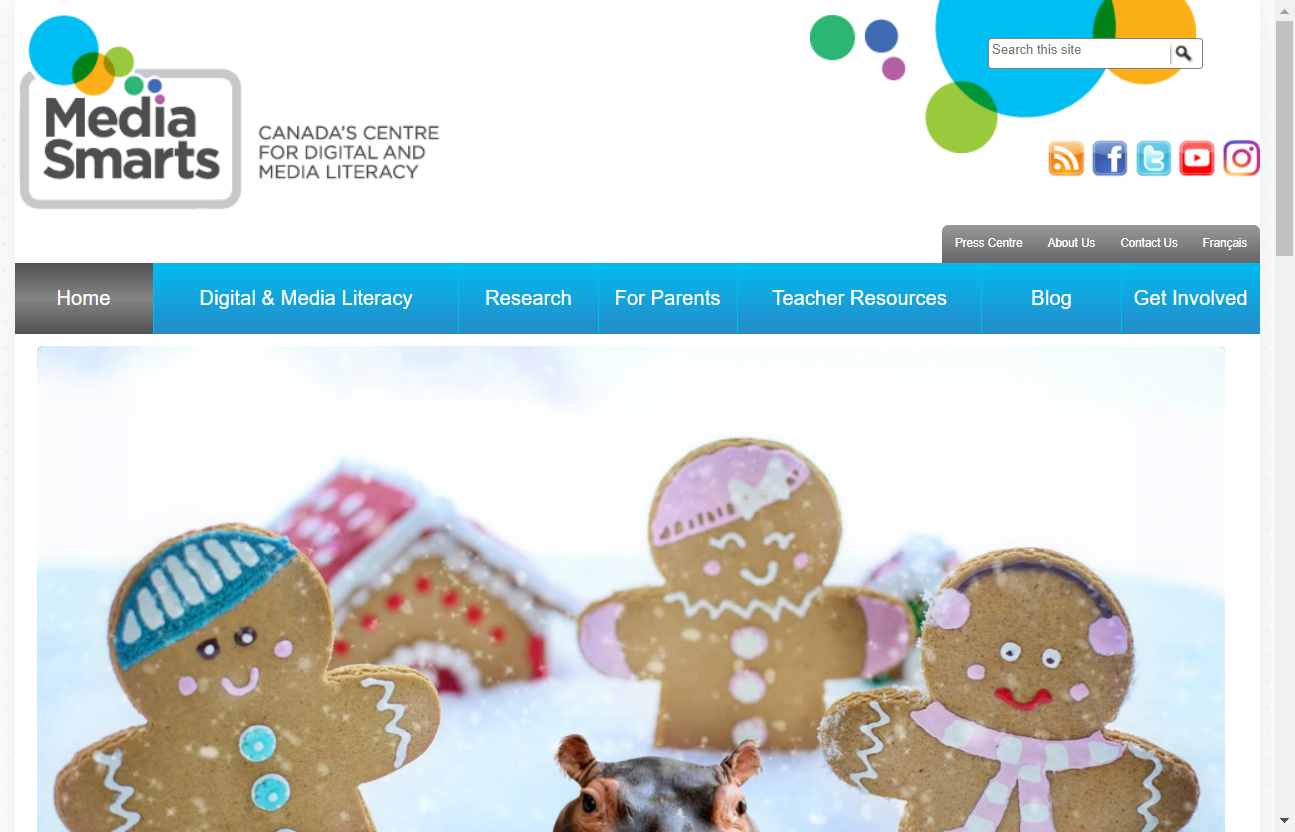 Media
Smarts
CANADA'S CENTRE
FOR DIGITAL AND
MEDIA LITERACY
Search this site
Press Centre About Us Contact Us Français
Home Digital & Media Literacy Research For Parents Teacher Resources Blog Get Involved